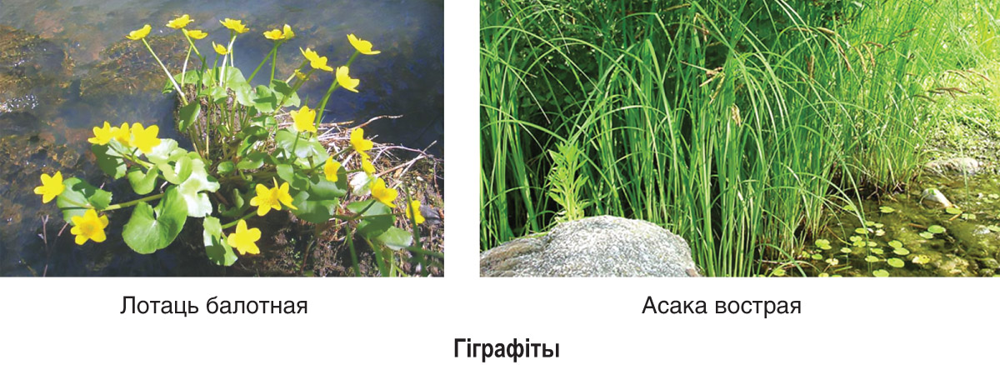 Лотаць балотная
Асака вострая
Гіграфіты